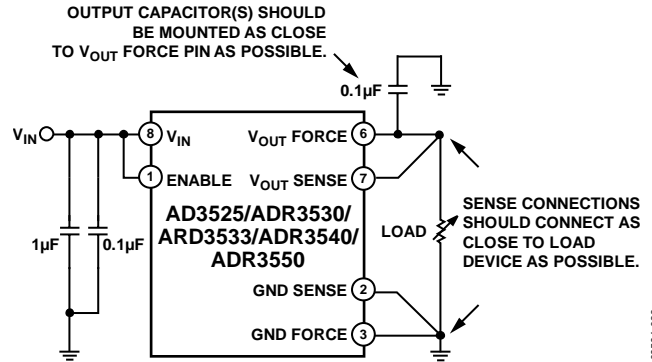 OUTPUT CAPACITOR(S) SHOULD
BE MOUNTED AS CLOSE
TO VOUT FORCE PIN AS POSSIBLE.
0.1µF
VIN
8
VIN
VOUT FORCE
6
1
ENABLE
VOUT SENSE
7
AD3525/ADR3530/
ARD3533/ADR3540/
ADR3550
1µF
0.1µF
LOAD
SENSE CONNECTIONS
SHOULD CONNECT AS
CLOSE TO LOAD
DEVICE AS POSSIBLE.
GND SENSE
2
GND FORCE
3